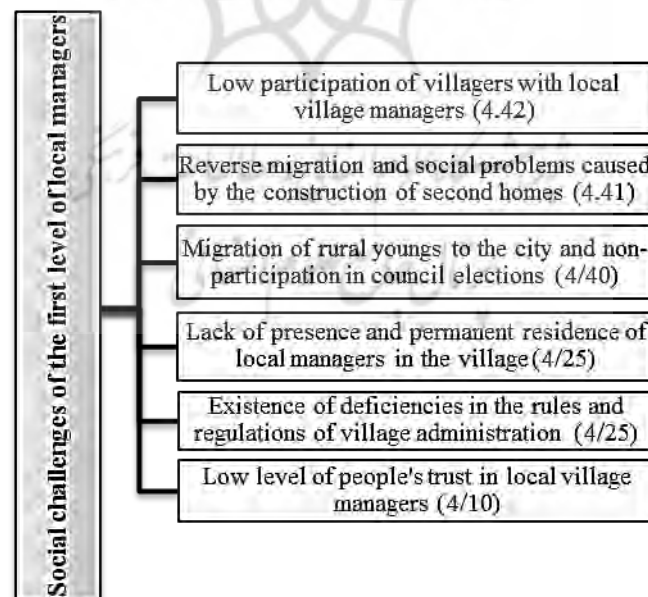 Social challenges of the first level of local managers
Low participation of villagers with local
village managers (4.42)
Reverse migration and social problems caused
by the construction of second homes (4.41)
Migration of rural youngs to the city and non-
participation in council elections (4/40)
Lack of presence and permanent residence of
local managers in the village (4/25)
Existence of deficiencies in the rules and
regulations of village administration (4/25)
Low level of people's trust in local village
managers (4/10)